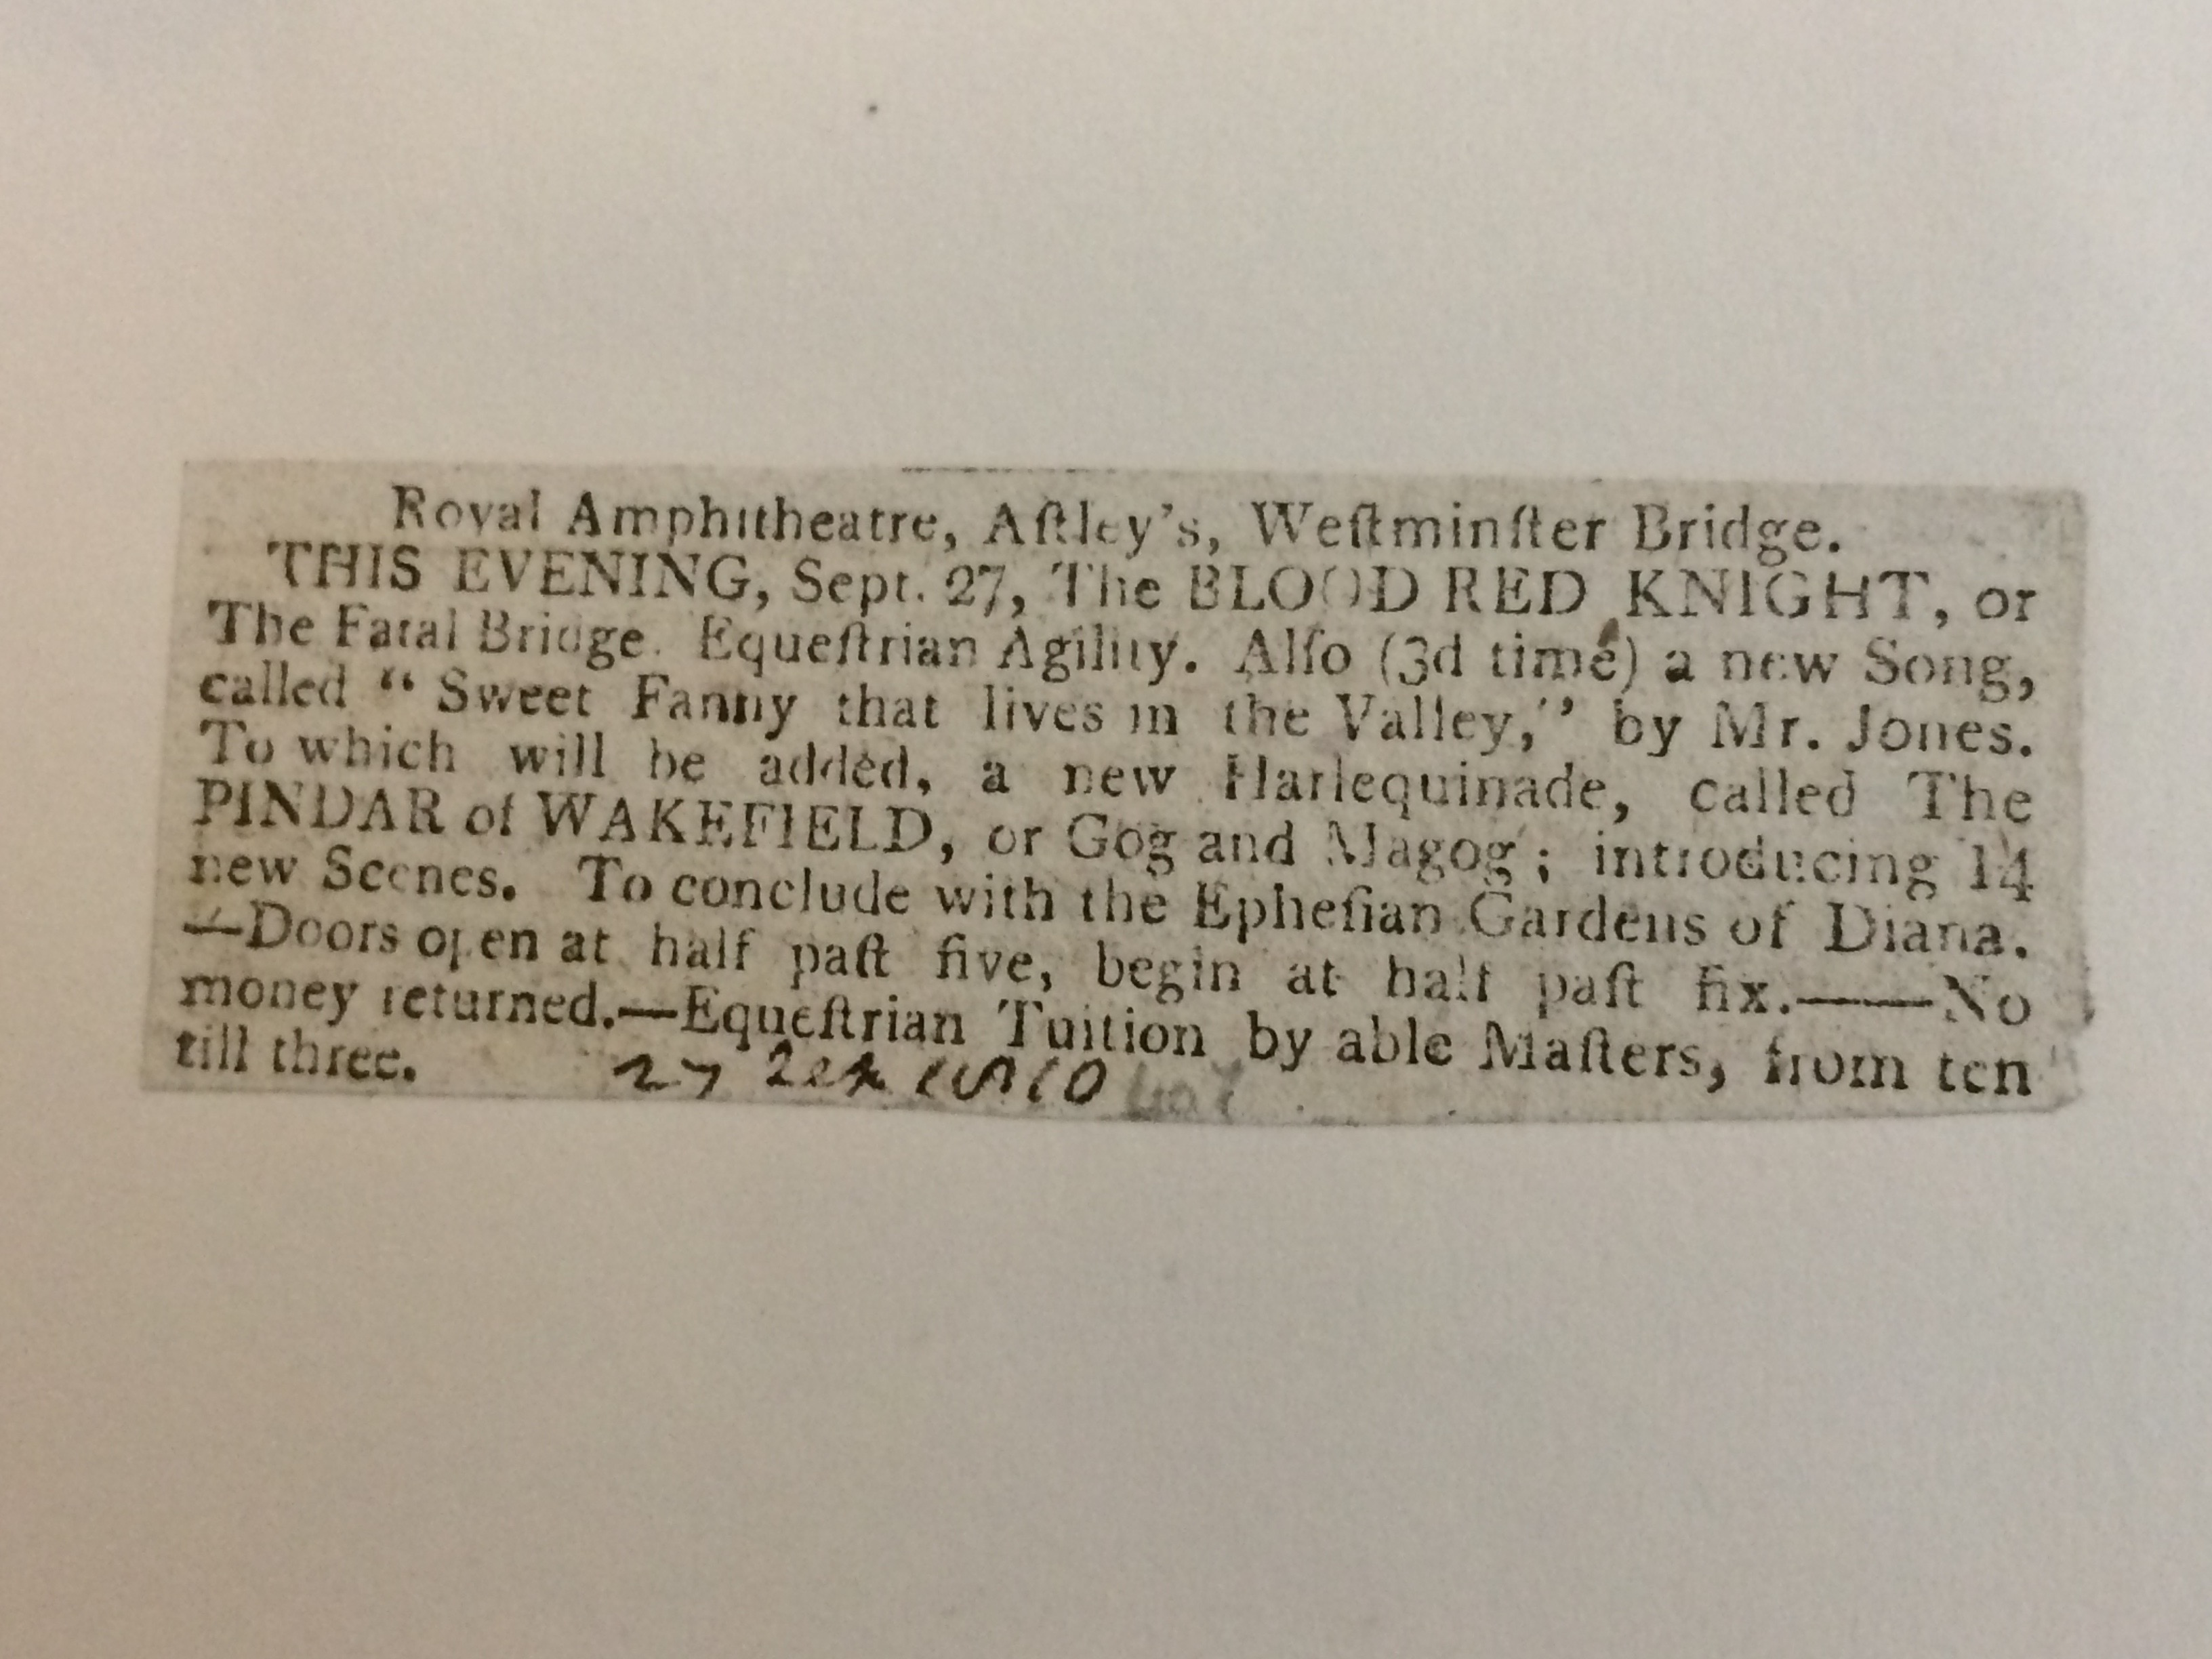 Royal Amphitheatre, Aſtley's, Weſtminſter Bridge.
THIS EVENING, Sept. 27, The BLOOD RED KNIGHT, or
The Fatal Bridge. Equeſtrian Agility. Alſo (3d time) a new Song,
called “ Sweet Fanny that lives in the Valley,” by Mr. Jones.
To which will be added, a new Harlequinade, called The
PINDAR of WAKEFIELD, or Gog and Magog ; introducing 14
new Scenes. To conclude with the Epheſian Gardens of Diana.
—Doors open at half paſt five, begin at half paſt ſix.——No
money returned.—Equeſtrian Tuition by able Maſters, from ten
till three.
27 1810